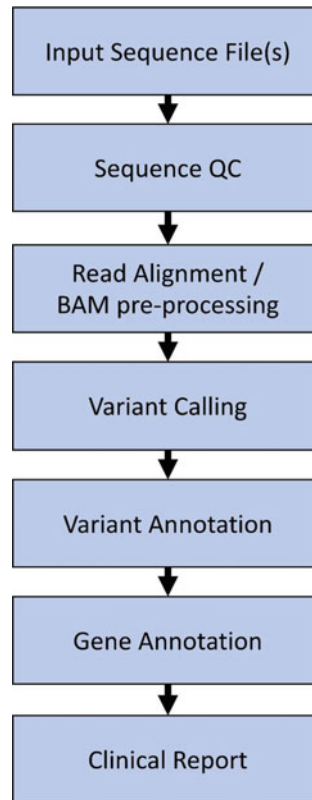 Input Sequence File(s)
Sequence QC
Read Alignment /
BAM pre-processing
Variant Calling
Variant Annotation
Gene Annotation
Clinical Report